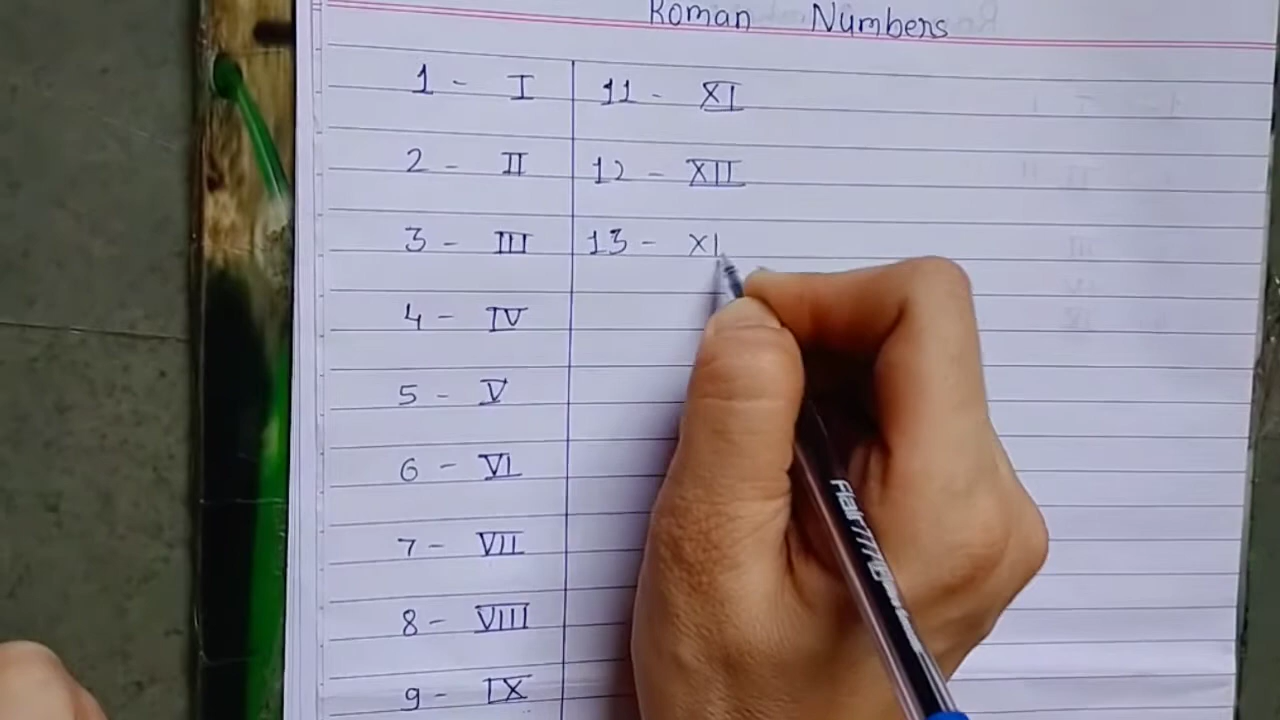 Roman Numbers
1 - I
2 - II
3 - III
4 - IV
5 - V
6 - VI
7 - VII
8 - VIII
9 - IX
11 - XI
12 - XII
13 - XI
Flair